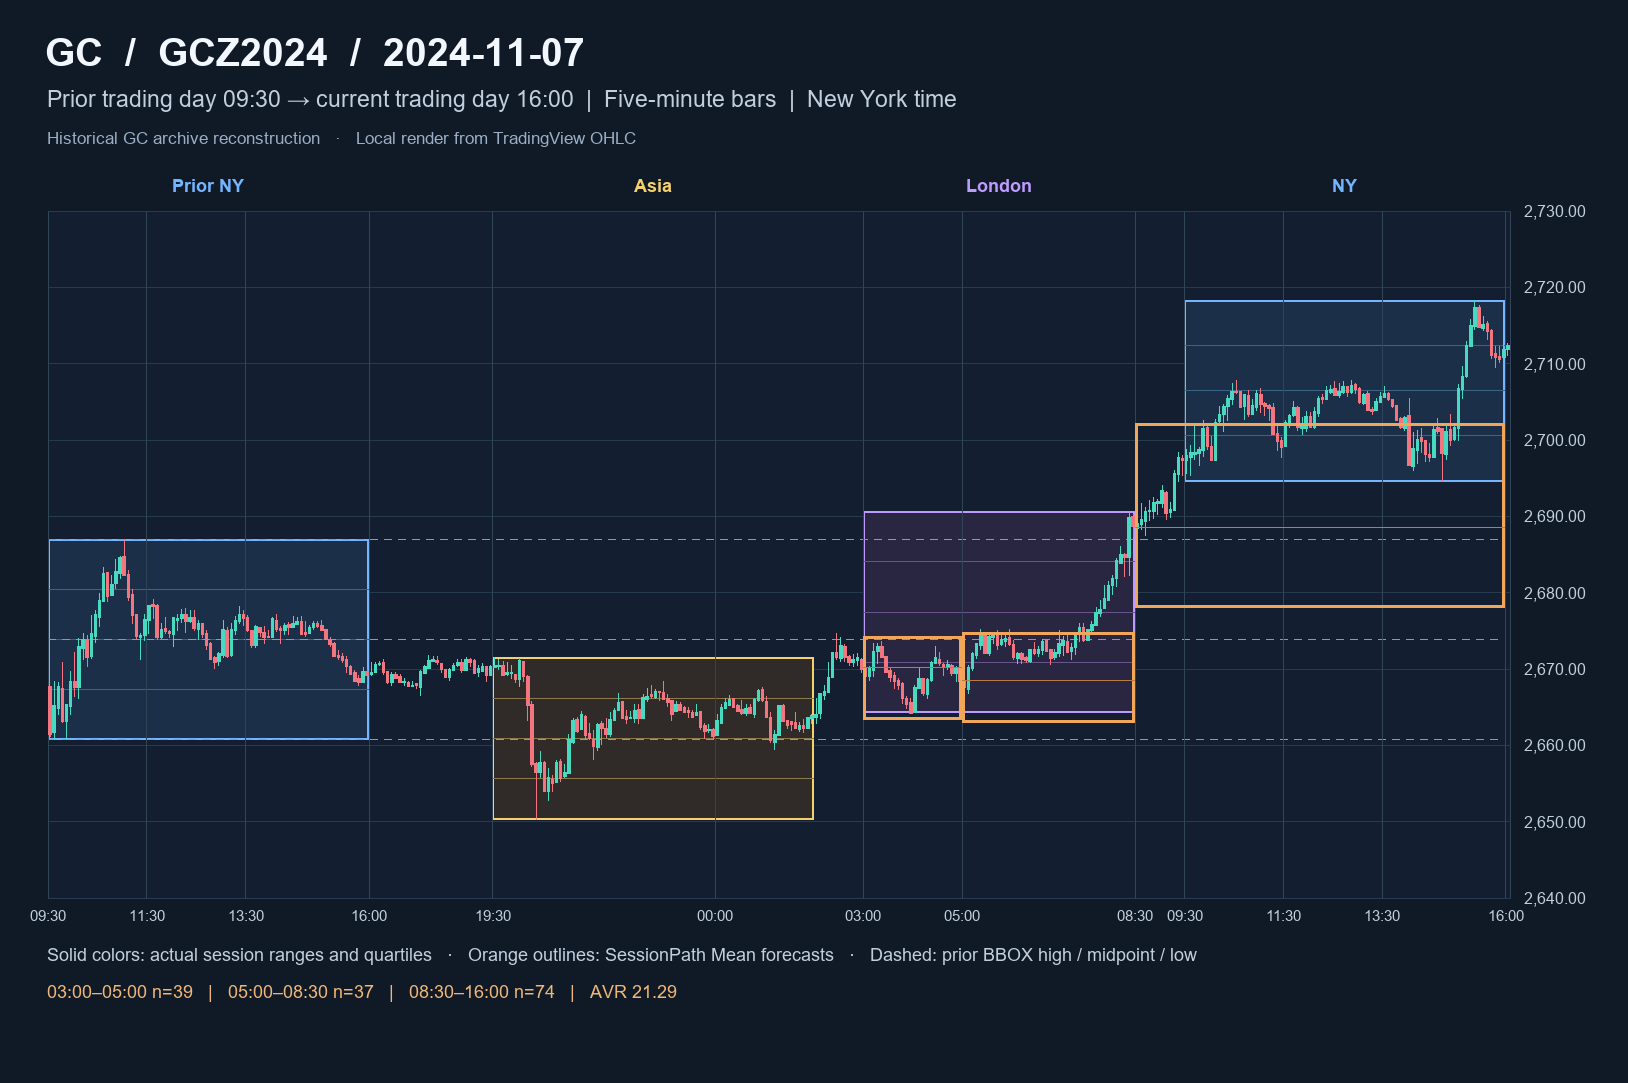 GC / GCZ2024 / 2024-11-07
Prior trading day 09:30 → current trading day 16:00 | Five-minute bars | New York time
Historical GC archive reconstruction · Local render from TradingView OHLC
Prior NY Asia London NY
2,730.00
2,720.00
2,710.00
2,700.00
2,690.00
2,680.00
2,670.00
2,660.00
2,650.00
2,640.00
09:30 11:30 13:30 16:00 19:30 00:00 03:00 05:00 08:30 09:30 11:30 13:30 16:00
Solid colors: actual session ranges and quartiles · Orange outlines: SessionPath Mean forecasts · Dashed: prior BBOX high / midpoint / low
03:00–05:00 n=39 | 05:00–08:30 n=37 | 08:30–16:00 n=74 | AVR 21.29